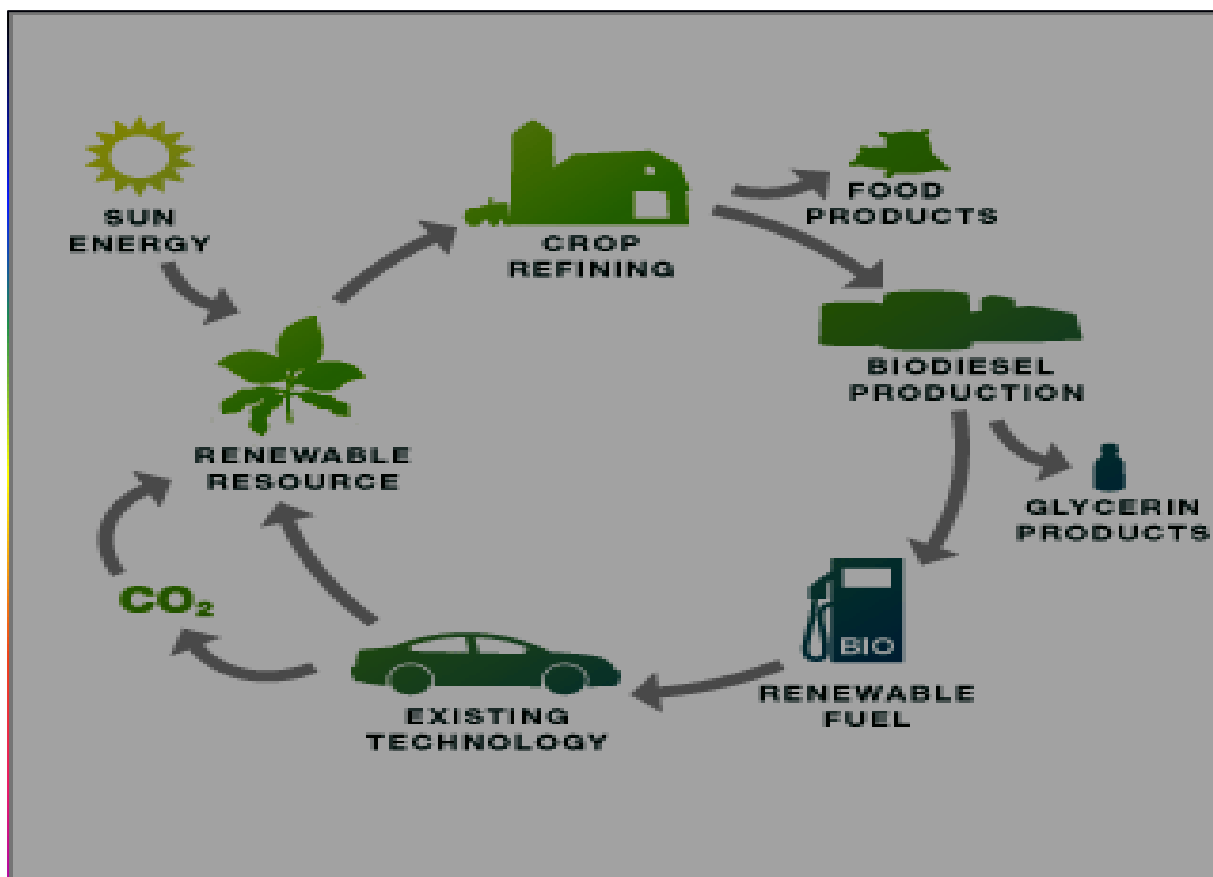 SUN
ENERGY
CROP
REFINING
FOOD
PRODUCTS
BIODIESEL
PRODUCTION
GLYCERIN
PRODUCTS
BIO
RENEWABLE
FUEL
EXISTING
TECHNOLOGY
CO₂
RENEWABLE
RESOURCE